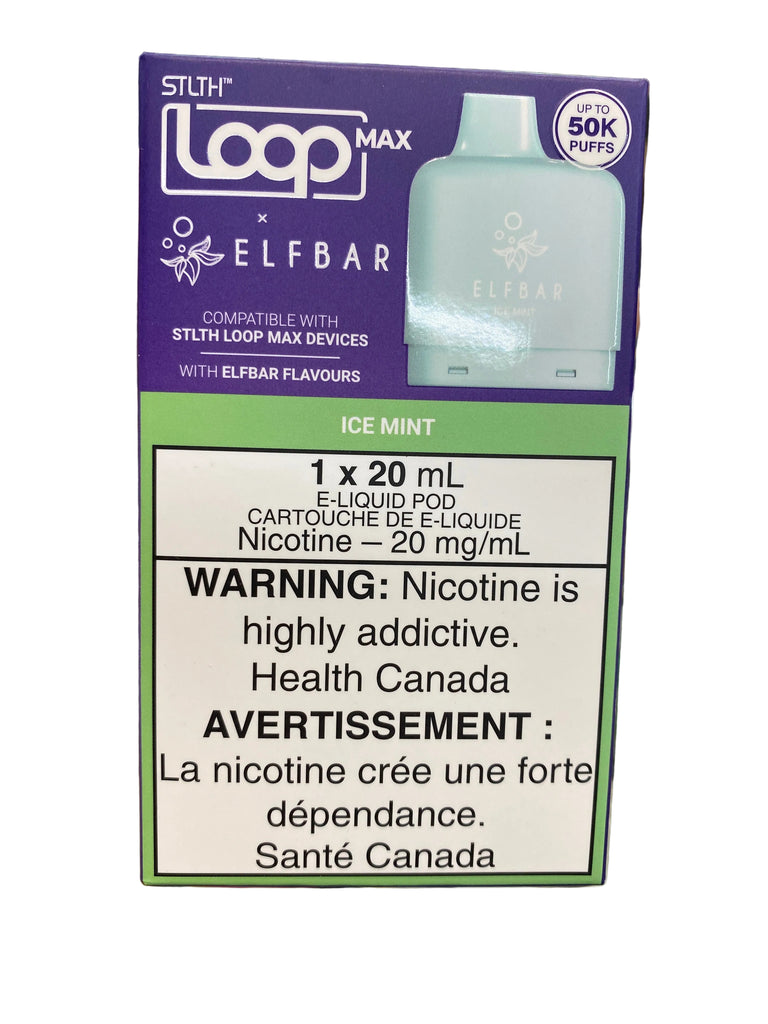 STLTH™
Loop MAX
UP TO
50K
PUFFS
x
ELFBAR
ELFBAR
ICE MINT
COMPATIBLE WITH
STLTH LOOP MAX DEVICES
WITH ELFBAR FLAVOURS
ICE MINT
1 x 20 mL
E-LIQUID POD
CARTOUCHE DE E-LIQUIDE
Nicotine – 20 mg/mL
WARNING: Nicotine is
highly addictive.
Health Canada
AVERTISSEMENT :
La nicotine crée une forte
dépendance.
Santé Canada